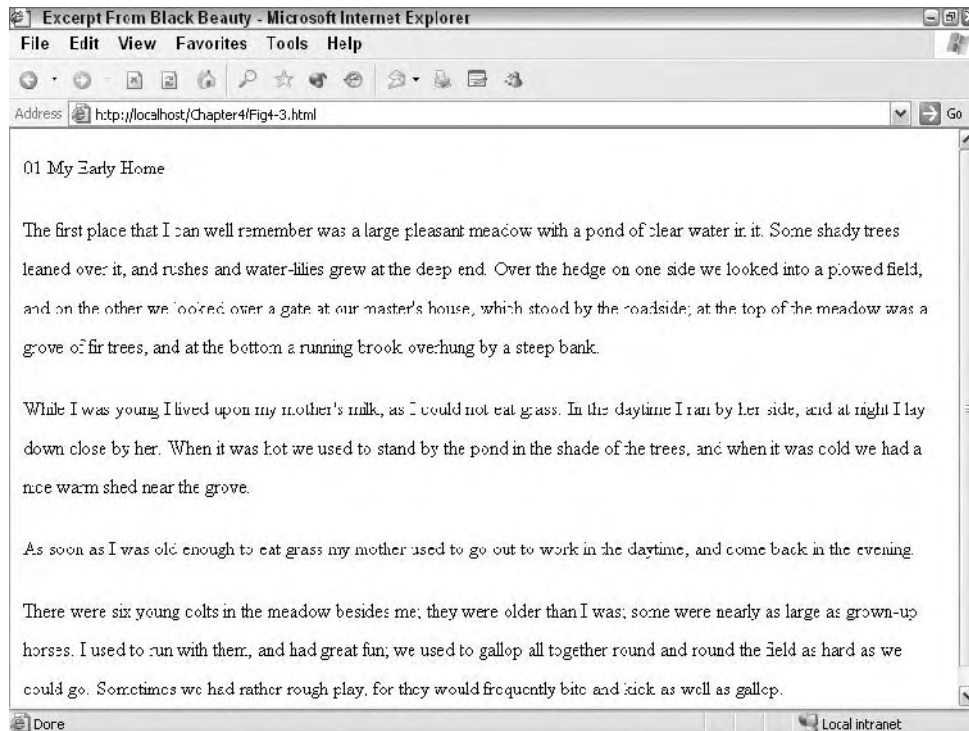 Excerpt From Black Beauty - Microsoft Internet Explorer
File Edit View Favorites Tools Help
Address http://localhost/Chapter4/Fig4-3.html Go
01 My Early Home
The first place that I can well remember was a large pleasant meadow with a pond of clear water in it. Some shady trees
leaned over it, and rushes and water-lilies grew at the deep end. Over the hedge on one side we looked into a plowed field,
and on the other we looked over a gate at our master's house, which stood by the roadside; at the top of the meadow was a
grove of fir trees, and at the bottom a running brook overhung by a steep bank.
While I was young I lived upon my mother's milk, as I could not eat grass. In the daytime I ran by her side, and at night I lay
down close by her. When it was hot we used to stand by the pond in the shade of the trees, and when it was cold we had a
nice warm shed near the grove.
As soon as I was old enough to eat grass my mother used to go out to work in the daytime, and come back in the evening.
There were six young colts in the meadow besides me; they were older than I was; some were nearly as large as grown-up
horses. I used to run with them, and had great fun; we used to gallop all together round and round the field as hard as we
could go. Sometimes we had rather rough play, for they would frequently bite and kick as well as gallop.
Done Local intranet